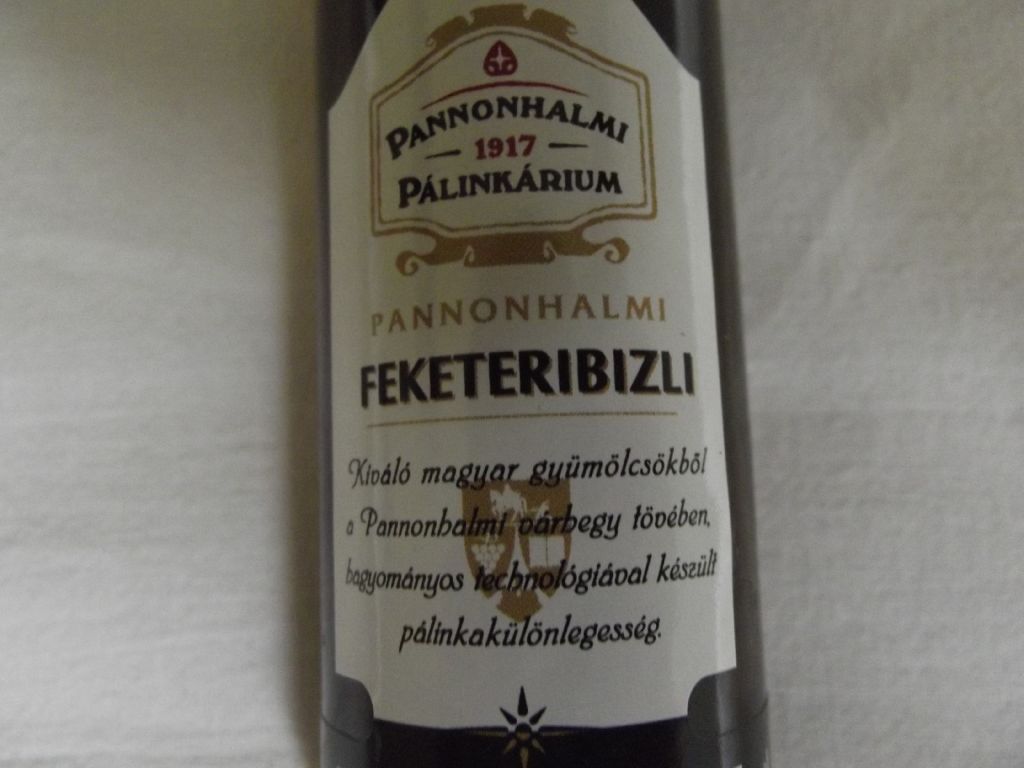 PANNONHALMI
1917
PÁLINKÁRIUM
PANNONHALMI
FEKETERIBIZLI
Kiváló magyar gyümölcsökből
a Pannonhalmi várhegy tövében,
hagyományos technológiával készült
pálinkakülönlegesség.